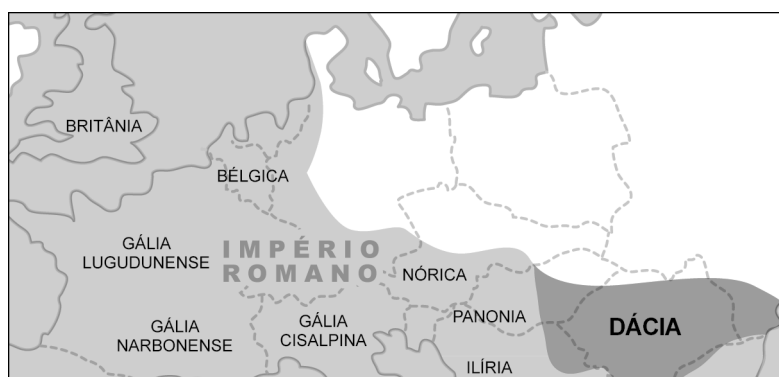 BRITÂNIA
BÉLGICA
GÁLIA
LUGUDUNENSE
IMPÉRIO
ROMANO
NÓRICA
GÁLIA
NARBONENSE
GÁLIA
CISALPINA
PANONIA
DÁCIA
ILÍRIA